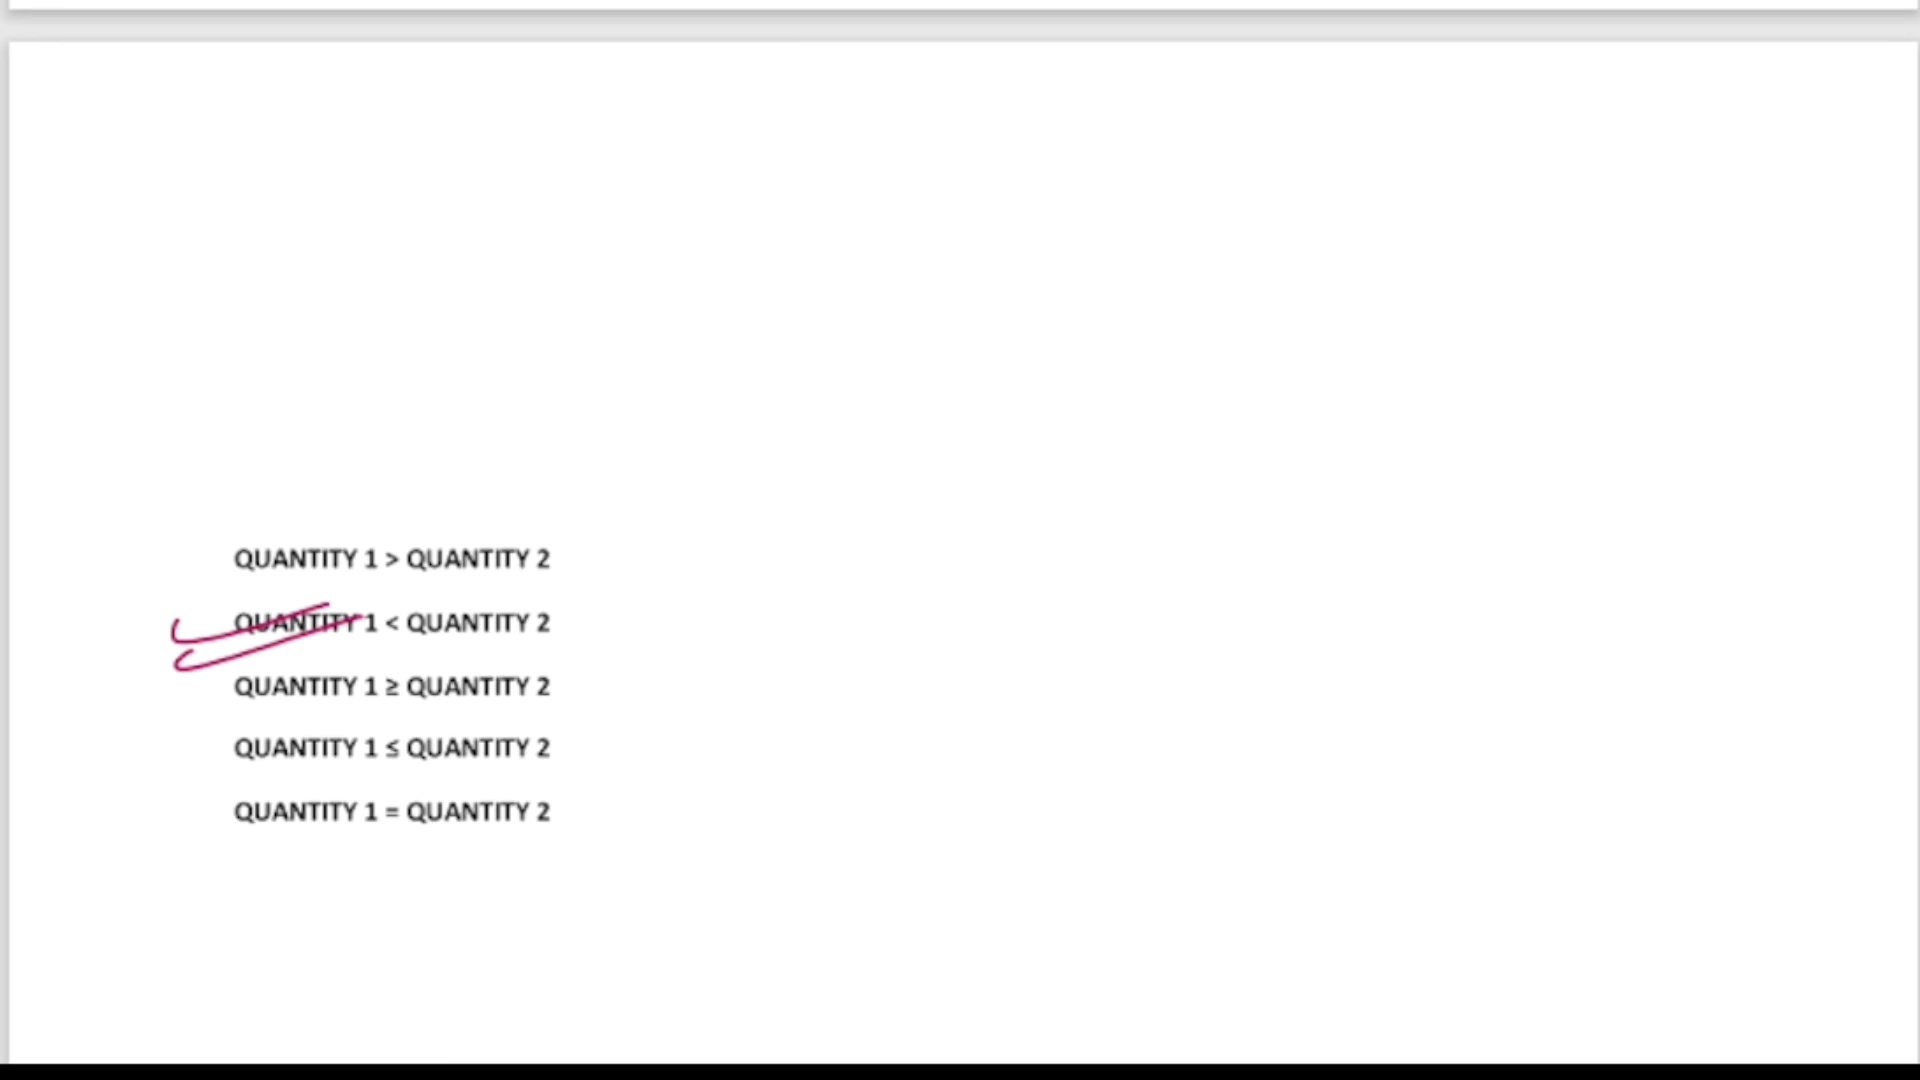 QUANTITY 1 > QUANTITY 2
QUANTITY 1 < QUANTITY 2
QUANTITY 1 ≥ QUANTITY 2
QUANTITY 1 ≤ QUANTITY 2
QUANTITY 1 = QUANTITY 2